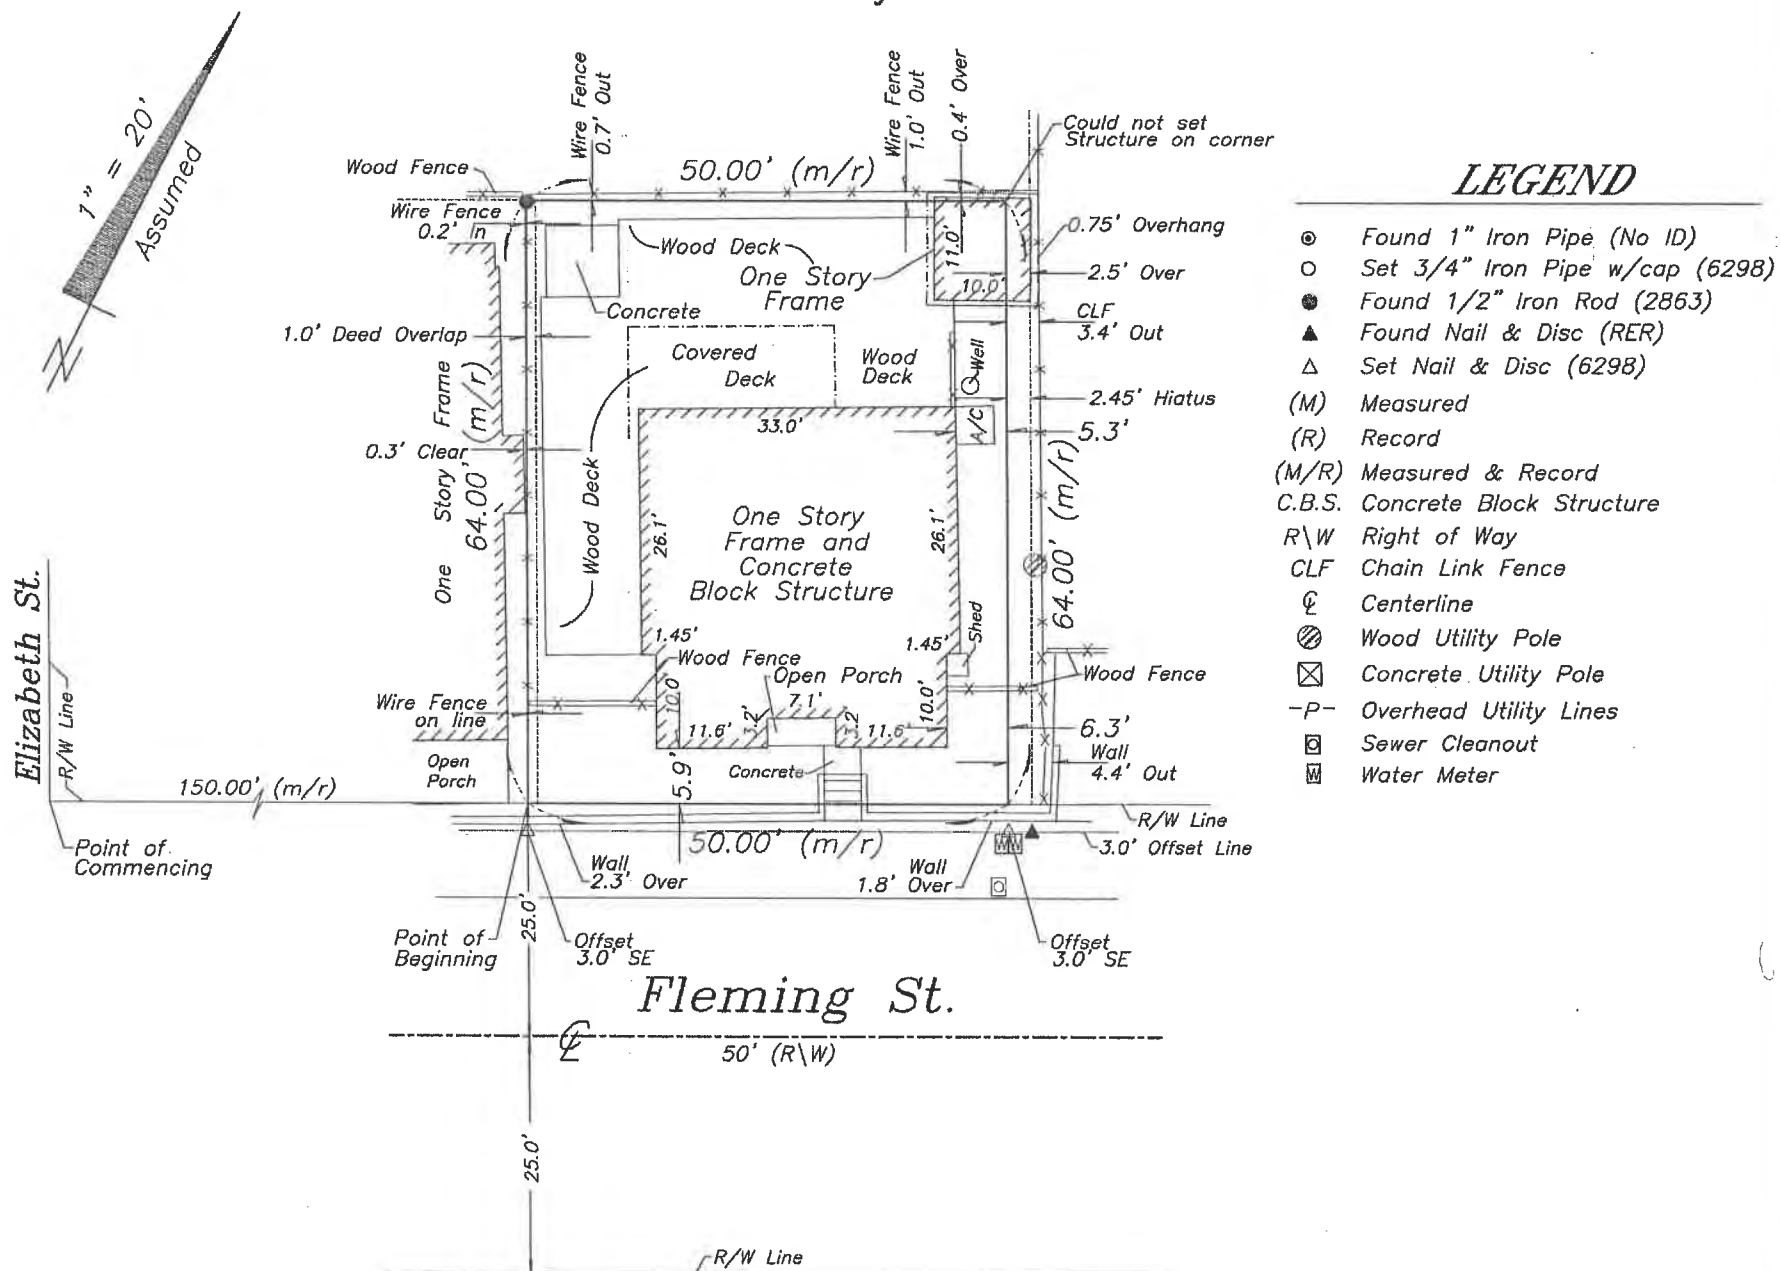 1" = 20'
Assumed
N
Wood Fence
Wire Fence
0.7' Out
50.00' (m/r)
Wire Fence
1.0' Out
0.4' Over
Could not set
Structure on corner
Wire Fence
0.2' In
Wood Deck
One Story
Frame
11.0'
10.0'
0.75' Overhang
2.5' Over
Concrete
CLF
3.4' Out
1.0' Deed Overlap
Covered
Deck
Wood
Deck
Well
2.45' Hiatus
A/C
5.3'
33.0'
0.3' Clear
One Story Frame
64.00' (m/r)
Wood Deck
26.1'
One Story
Frame and
Concrete
Block Structure
26.1'
64.00' (m/r)
1.45'
1.45'
Shed
Wood Fence
Open Porch
7.1'
Wood Fence
Wire Fence
on line
10.0'
11.6'
3.2'
3.2
11.6'
10.0'
6.3'
Wall
4.4' Out
Open
Porch
5.9'
Concrete
Elizabeth St.
R/W Line
150.00' (m/r)
Point of
Commencing
R/W Line
3.0' Offset Line
50.00' (m/r)
Wall
2.3' Over
Wall
1.8' Over
W
W
25.0'
Point of
Beginning
Offset
3.0' SE
Offset
3.0' SE
Fleming St.
℄
50' (R\W)
25.0'
R/W Line
LEGEND
Found 1" Iron Pipe (No ID)
Set 3/4" Iron Pipe w/cap (6298)
Found 1/2" Iron Rod (2863)
Found Nail & Disc (RER)
Set Nail & Disc (6298)
(M) Measured
(R) Record
(M/R) Measured & Record
C.B.S. Concrete Block Structure
R\W Right of Way
CLF Chain Link Fence
℄ Centerline
Wood Utility Pole
Concrete Utility Pole
-P- Overhead Utility Lines
Sewer Cleanout
W Water Meter